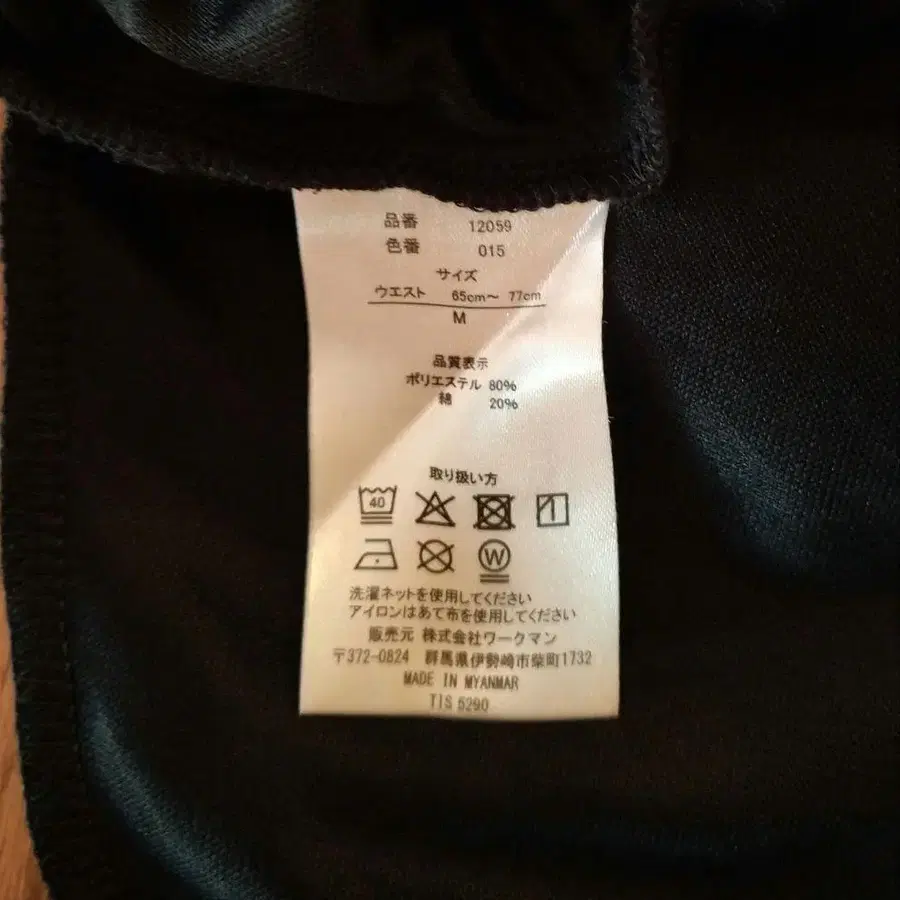 品番 12059
色番 015
サイズ
ウエスト 65cm～ 77cm
M
品質表示
ポリエステル 80%
綿 20%
取り扱い方
40
W
洗濯ネットを使用してください
アイロンはあて布を使用してください
販売元 株式会社ワークマン
〒372-0824 群馬県伊勢崎市柴町1732
MADE IN MYANMAR
TIS 5290